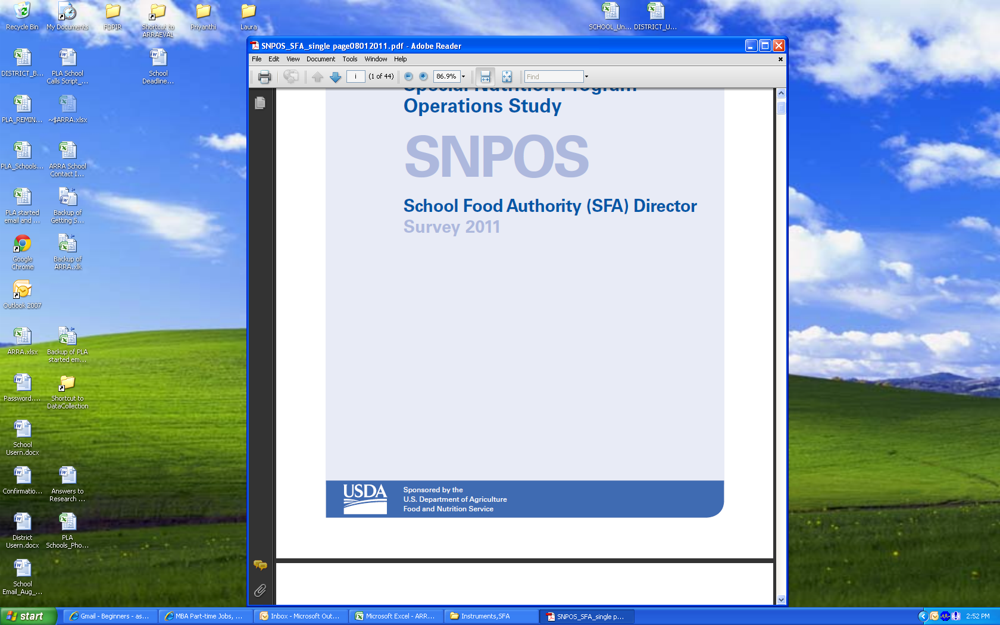 Recycle Bin
My Documents
FDPIR
Shortcut to
ARRAEVAL
Priyanthi
Laura
SCHOOL_Un...
DISTRICT_U...
DISTRICT_B...
PLA School
Calls Script_...
School
Deadline...
PLA_REMIN...
~$ARRA.xlsx
PLA_Schools...
ARRA School
Contact I...
PLA started
email and ...
Backup of
Getting S...
Google
Chrome
Backup of
ARRA.xlk
Outlook 2007
ARRA.xlsx
Backup of PLA
started em...
Password....
Shortcut to
DataCollection
School
Usern.docx
Confirmatio...
Answers to
Research ...
District
Usern.docx
PLA
Schools_Pho...
School
Email_Aug_...
SNPOS_SFA_single page08012011.pdf - Adobe Reader
File Edit View Document Tools Window Help
i (1 of 44) 86.9% Find
Special Nutrition Program
Operations Study
SNPOS
School Food Authority (SFA) Director
Survey 2011
USDA
Sponsored by the
U.S. Department of Agriculture
Food and Nutrition Service
start
Gmail - Beginners - as...
MBA Part-time Jobs, ...
Inbox - Microsoft Out...
Microsoft Excel - ARR...
Instruments,SFA
SNPOS_SFA_single p...
2:52 PM